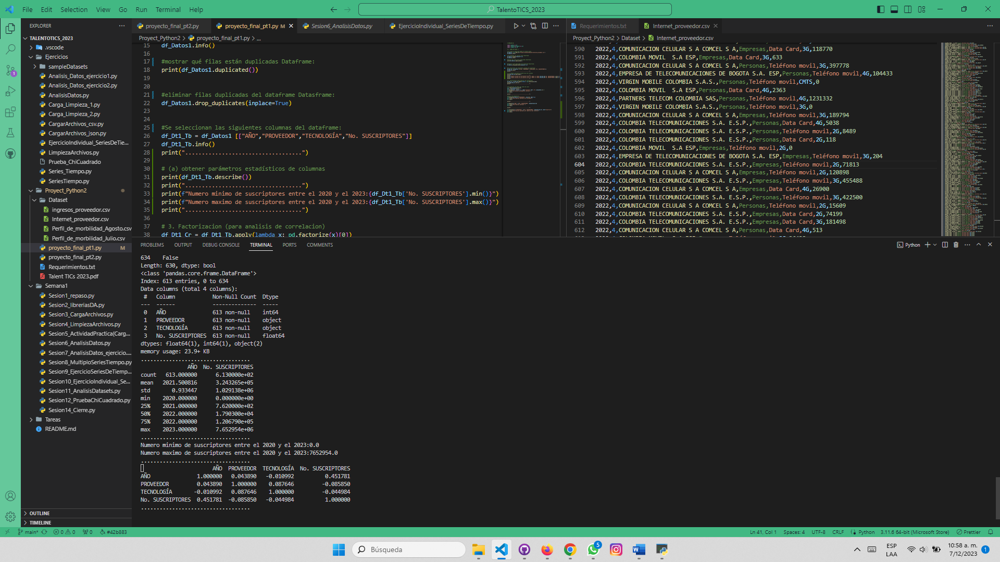 File Edit Selection View Go Run Terminal Help
TalentoTICS_2023
EXPLORER
TALENTOTICS_2023
.vscode
Ejercicios
sampleDatasets
Analisis_Datos_ejercicio1.py
Analisis_Datos_ejercicio2.py
AnalisisDatos.py
Carga_Limpieza_1.py
Carga_Limpieza_2.py
CargarArchivos_csv.py
CargarArchivos_json.py
EjercicioIndividual_SeriesDeTie...
LimpiezaArchivos.py
Prueba_ChiCuadrado
Series_Tiempo.py
SeriesTiempo.py
Proyect_Python2
Dataset
ingresos_proveedor.csv
Internet_proveedor.csv
Perfil_de_morbilidad_Agosto.csv
Perfil_de_morbilidad_Julio.csv
proyecto_final_pt1.py M
proyecto_final_pt2.py
Requerimientos.txt
Talent TICs 2023.pdf
Semana1
Sesion1_repaso.py
Sesion2_libreriasDA.py
Sesion3_CargaArchivos.py
Sesion4_LimpiezaArchivos.py
Sesion5_ActividadPractica(Carg...
Sesion6_AnalisisDatos.py
Sesion7_AnalisisDatos_ejercicio....
Sesion8_MultiploSeriesTiempo.py
Sesion9_EjercicioSeriesDeTiemp...
Sesion10_EjercicioIndividual_Se...
Sesion11_AnalisisDatasets.py
Sesion12_PruebaChiCuadrado.py
Sesion14_Cierre.py
Tareas
README.md
OUTLINE
TIMELINE
proyecto_final_pt2.py proyecto_final_pt1.py M Sesion6_AnalisisDatos.py EjercicioIndividual_SeriesDeTiempo.py
Proyect_Python2 > proyecto_final_pt1.py > ...
15 df_Datos1.info()
16
17 #mostrar qué filas están duplicadas Dataframe:
18 print(df_Datos1.duplicated())
19
20
21 #eliminar filas duplicadas del dataframe Datasframe:
22 df_Datos1.drop_duplicates(inplace=True)
23
24
25 #Se seleccionan las siguientes columnas del dataframe:
26 df_Dt1_Tb = df_Datos1 [["AÑO","PROVEEDOR","TECNOLOGÍA","No. SUSCRIPTORES"]]
27 df_Dt1_Tb.info()
28 print("..................................")
29
30 # (a) obtener parámetros estadísticos de columnas
31 print(df_Dt1_Tb.describe())
32 print("..................................")
33 print(f"Numero minimo de suscriptores entre el 2020 y el 2023:{df_Dt1_Tb['No. SUSCRIPTORES'].min()}")
34 print(f"Numero maximo de suscriptores entre el 2020 y el 2023:{df_Dt1_Tb['No. SUSCRIPTORES'].max()}")
35 print("..................................")
36
37 # 3. Factorizacion (para analisis de correlacion)
38 df_Dt1_Cr = df_Dt1_Tb.apply(lambda x: pd.factorize(x)[0])
Requerimientos.txt Internet_proveedor.csv
Proyect_Python2 > Dataset > Internet_proveedor.csv
590 2022,4,COMUNICACION CELULAR S A COMCEL S A,Empresas,Data Card,3G,118770
591 2022,4,COLOMBIA MOVIL  S.A ESP,Empresas,Data Card,3G,633
592 2022,4,COMUNICACION CELULAR S A COMCEL S A,Personas,Teléfono movil,3G,397778
593 2022,4,EMPRESA DE TELECOMUNICACIONES DE BOGOTA S.A. ESP,Personas,Teléfono movil,4G,104433
594 2022,4,VIRGIN MOBILE COLOMBIA S.A.S.,Personas,Teléfono movil,CMTS,0
595 2022,4,COLOMBIA MOVIL  S.A ESP,Personas,Data Card,4G,2363
596 2022,4,PARTNERS TELECOM COLOMBIA SAS,Personas,Teléfono movil,4G,1231332
597 2022,4,VIRGIN MOBILE COLOMBIA S.A.S.,Personas,Teléfono movil,3G,0
598 2022,4,COMUNICACION CELULAR S A COMCEL S A,Empresas,Teléfono movil,3G,189794
599 2022,4,COLOMBIA TELECOMUNICACIONES S.A. E.S.P.,Personas,Data Card,4G,5038
600 2022,4,COLOMBIA TELECOMUNICACIONES S.A. E.S.P.,Personas,Teléfono movil,2G,8489
601 2022,4,COLOMBIA TELECOMUNICACIONES S.A. E.S.P.,Personas,Data Card,2G,118
602 2022,4,COLOMBIA MOVIL  S.A ESP,Empresas,Teléfono movil,2G,0
603 2022,4,EMPRESA DE TELECOMUNICACIONES DE BOGOTA S.A. ESP,Empresas,Teléfono movil,3G,204
604 2022,4,COLOMBIA TELECOMUNICACIONES S.A. E.S.P.,Empresas,Teléfono movil,2G,71813
605 2022,4,COMUNICACION CELULAR S A COMCEL S A,Empresas,Teléfono movil,2G,120898
606 2022,4,COLOMBIA TELECOMUNICACIONES S.A. E.S.P.,Empresas,Teléfono movil,3G,455488
607 2022,4,COMUNICACION CELULAR S A COMCEL S A,Empresas,Data Card,4G,26900
608 2022,4,COLOMBIA TELECOMUNICACIONES S.A. E.S.P.,Personas,Teléfono movil,3G,422500
609 2022,4,COMUNICACION CELULAR S A COMCEL S A,Personas,Teléfono movil,2G,15609
610 2022,4,COLOMBIA TELECOMUNICACIONES S.A. E.S.P.,Empresas,Data Card,2G,74199
611 2022,4,COLOMBIA TELECOMUNICACIONES S.A. E.S.P.,Empresas,Data Card,3G,181498
612 2022,4,COMUNICACION CELULAR S A COMCEL S A,Personas,Data Card,4G,513
PROBLEMS OUTPUT DEBUG CONSOLE TERMINAL PORTS COMMENTS
Python
634    False
Length: 630, dtype: bool
<class 'pandas.core.frame.DataFrame'>
Index: 613 entries, 0 to 634
Data columns (total 4 columns):
#   Column            Non-Null Count  Dtype
---  ------            --------------  -----
0   AÑO               613 non-null    int64
1   PROVEEDOR         613 non-null    object
2   TECNOLOGÍA        613 non-null    object
3   No. SUSCRIPTORES  613 non-null    float64
dtypes: float64(1), int64(1), object(2)
memory usage: 23.9+ KB
..................................
AÑO  No. SUSCRIPTORES
count   613.000000      6.130000e+02
mean   2021.500816      3.243265e+05
std       0.933447      1.029138e+06
min    2020.000000      0.000000e+00
25%    2021.000000      7.620000e+02
50%    2022.000000      1.790300e+04
75%    2022.000000      1.206790e+05
max    2023.000000      7.652954e+06
..................................
Numero minimo de suscriptores entre el 2020 y el 2023:0.0
Numero maximo de suscriptores entre el 2020 y el 2023:7652954.0
..................................
AÑO  PROVEEDOR  TECNOLOGÍA  No. SUSCRIPTORES
AÑO               1.000000   0.043890   -0.010992          0.451781
PROVEEDOR         0.043890   1.000000    0.087646         -0.085850
TECNOLOGÍA       -0.010992   0.087646    1.000000         -0.044984
No. SUSCRIPTORES  0.451781  -0.085850   -0.044984          1.000000
..................................
main* 0 0 0 #42b883
Ln 41, Col 1 Spaces: 4 UTF-8 CRLF Python 3.11.6 64-bit (Microsoft Store) Prettier
Búsqueda
5
ESP
LAA
10:58 a. m.
7/12/2023
1